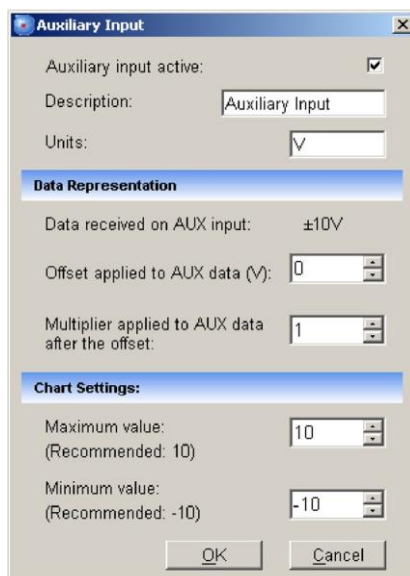 Auxiliary Input
Auxiliary input active:
Description: Auxiliary Input
Units: V
Data Representation
Data received on AUX input: ±10V
Offset applied to AUX data (V): 0
Multiplier applied to AUX data
after the offset: 1
Chart Settings:
Maximum value: 10
(Recommended: 10)
Minimum value:
(Recommended: -10) -10
OK Cancel